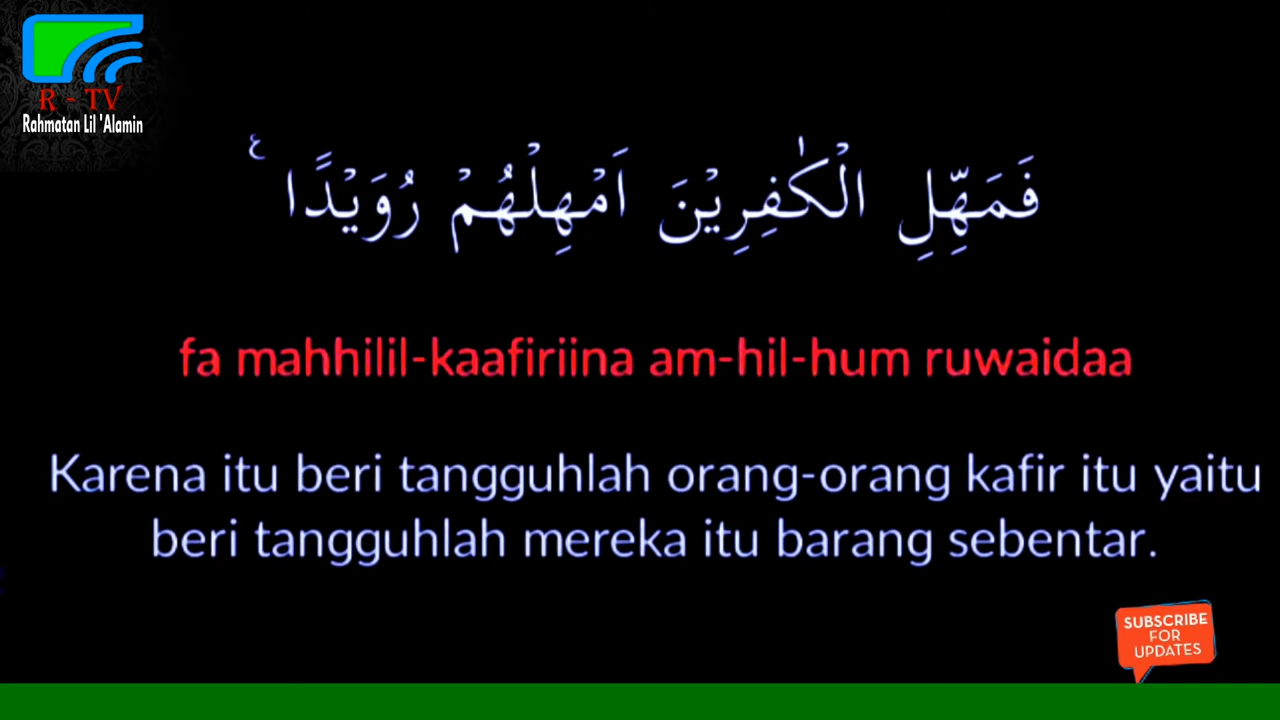 R - TV
Rahmatan Lil 'Alamin
فَمَهِّلِ الْكٰفِرِيْنَ اَمْهِلْهُمْ رُوَيْدًا ࣖ
fa mahhilil-kaafiriina am-hil-hum ruwaidaa
Karena itu beri tangguhlah orang-orang kafir itu yaitu
beri tangguhlah mereka itu barang sebentar.
SUBSCRIBE
FOR
UPDATES